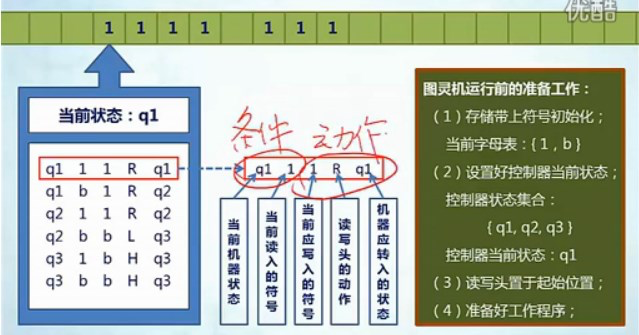 优酷
1 1 1 1 1 1 1
当前状态：q1
q1 1 1 R q1
q1 b 1 R q2
q2 1 1 R q2
q2 b b L q3
q3 1 b H q3
q3 b b H q3
条件 动作
q1 1 1 R q1
当前机器状态
当前读入的符号
当前应写入的符号
读写头的动作
机器应转入的状态
图灵机运行前的准备工作：
（1）存储带上符号初始化；
当前字母表：{ 1 , b }
（2）设置好控制器当前状态；
控制器状态集合：
{ q1, q2, q3 }
控制器当前状态：q1
（3）读写头置于起始位置；
（4）准备好工作程序；